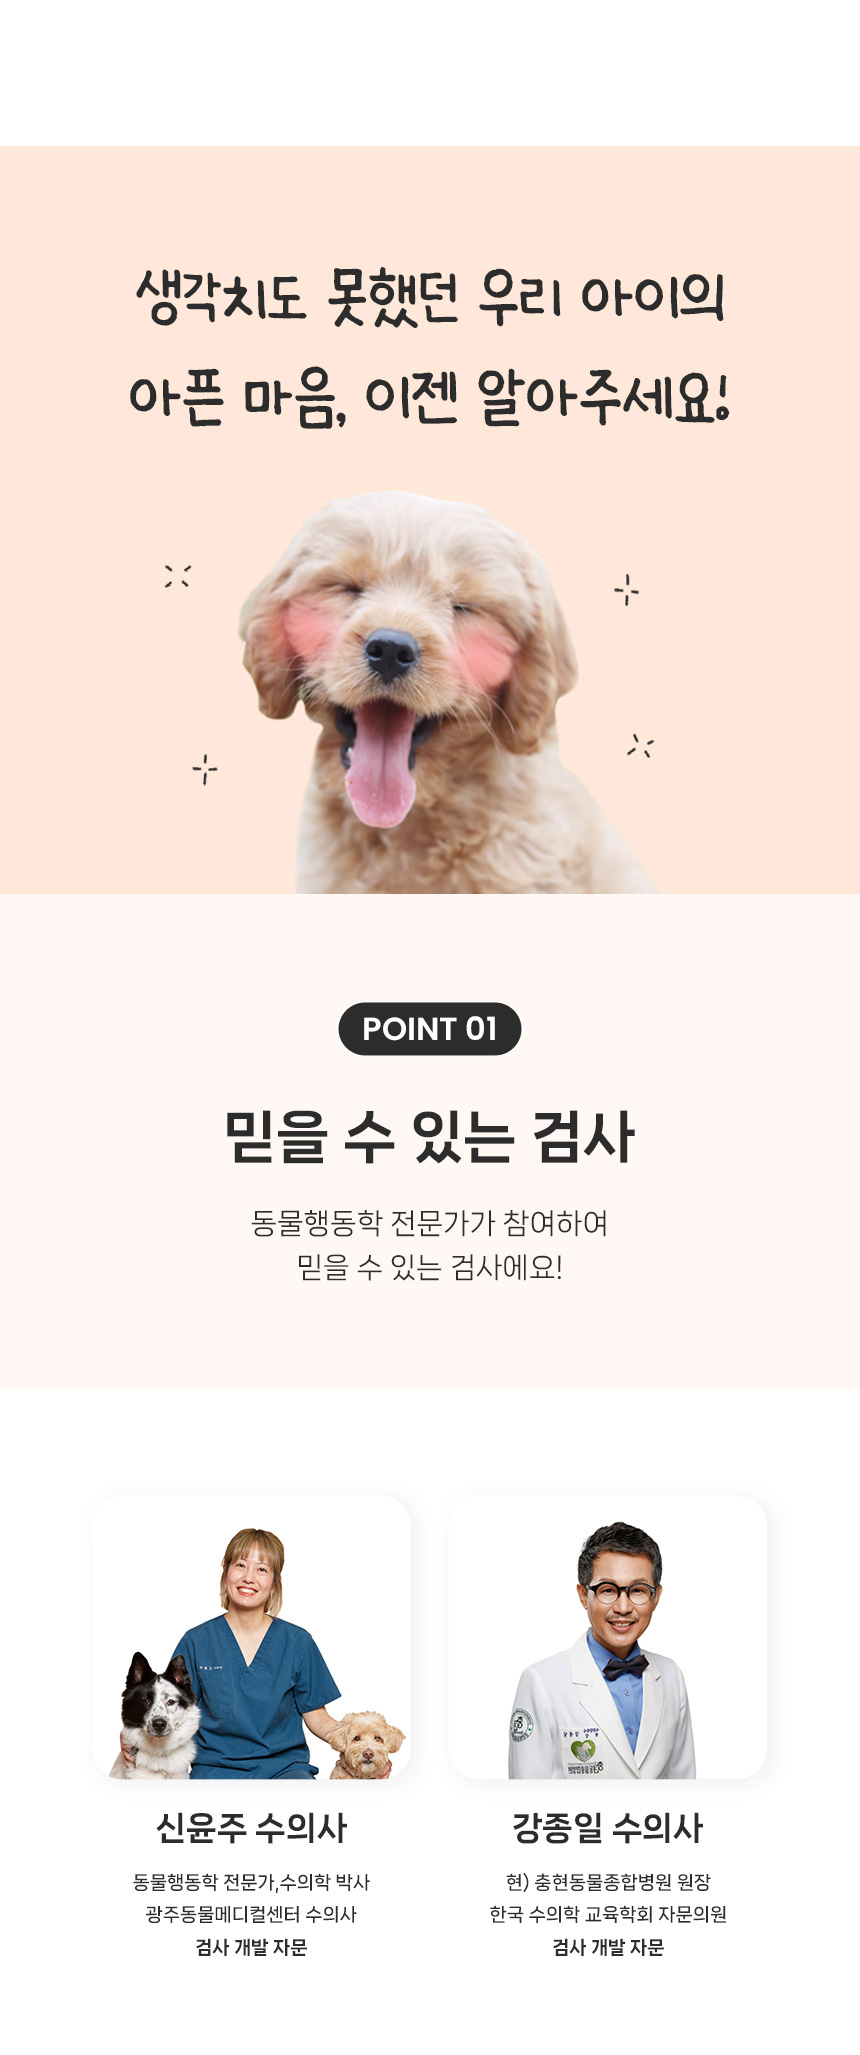 생각치도 못했던 우리 아이의
아픈 마음, 이젠 알아주세요!
POINT 01
믿을 수 있는 검사
동물행동학 전문가가 참여하여
믿을 수 있는 검사에요!
신윤주 수의사
동물행동학 전문가,수의학 박사
광주동물메디컬센터 수의사
검사 개발 자문
강종일 수의사
현) 충현동물종합병원 원장
한국 수의학 교육학회 자문의원
검사 개발 자문